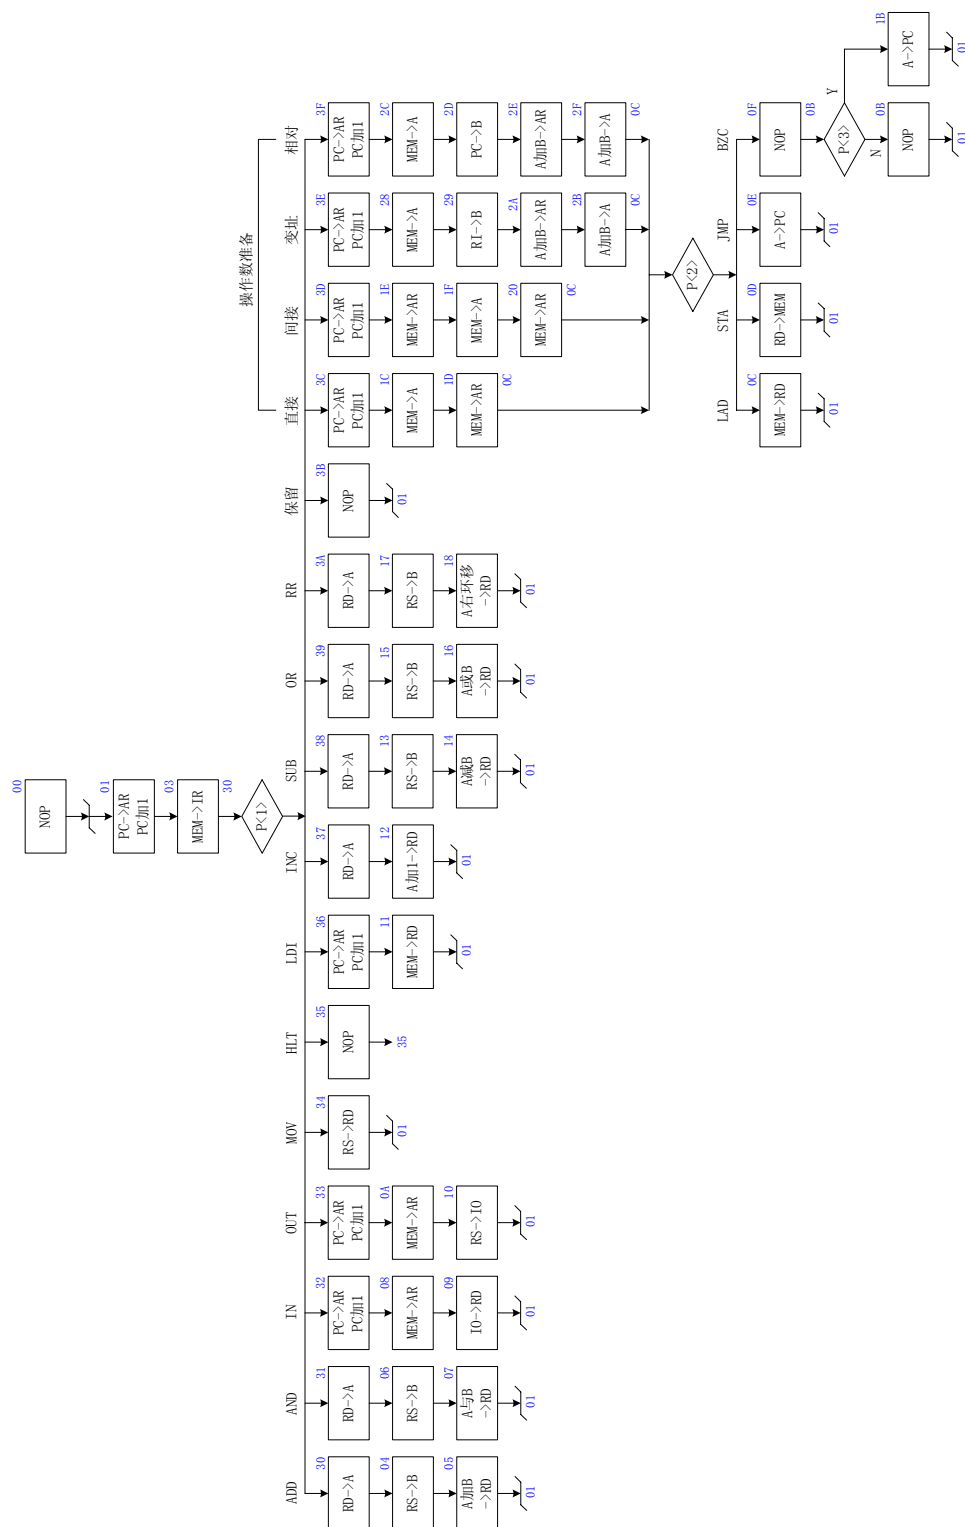 00
NOP
01
PC->AR
PC加1
03
MEM->IR
30
P<1>
ADD
30
RD->A
04
RS->B
05
A加B
->RD
01
AND
31
RD->A
06
RS->B
07
A与B
->RD
01
IN
32
PC->AR
PC加1
08
MEM->AR
09
IO->RD
01
OUT
33
PC->AR
PC加1
0A
MEM->AR
10
RS->IO
01
MOV
34
RS->RD
01
HLT
35
NOP
35
LDI
36
PC->AR
PC加1
11
MEM->RD
01
INC
37
RD->A
12
A加1->RD
01
SUB
38
RD->A
13
RS->B
14
A减B
->RD
01
OR
39
RD->A
15
RS->B
16
A或B
->RD
01
RR
3A
RD->A
17
RS->B
18
A右环移
->RD
01
保留
3B
NOP
01
操作数准备
直接
3C
PC->AR
PC加1
1C
MEM->A
1D
MEM->AR
0C
间接
3D
PC->AR
PC加1
1E
MEM->AR
1F
MEM->A
20
MEM->AR
0C
变址
3E
PC->AR
PC加1
28
MEM->A
29
RI->B
2A
A加B->AR
2B
A加B->A
0C
相对
3F
PC->AR
PC加1
2C
MEM->A
2D
PC->B
2E
A加B->AR
2F
A加B->A
0C
P<2>
LAD
0C
MEM->RD
01
STA
0D
RD->MEM
01
JMP
0E
A->PC
01
BZC
0F
NOP
0B
P<3>
N
0B
NOP
01
Y
1B
A->PC
01